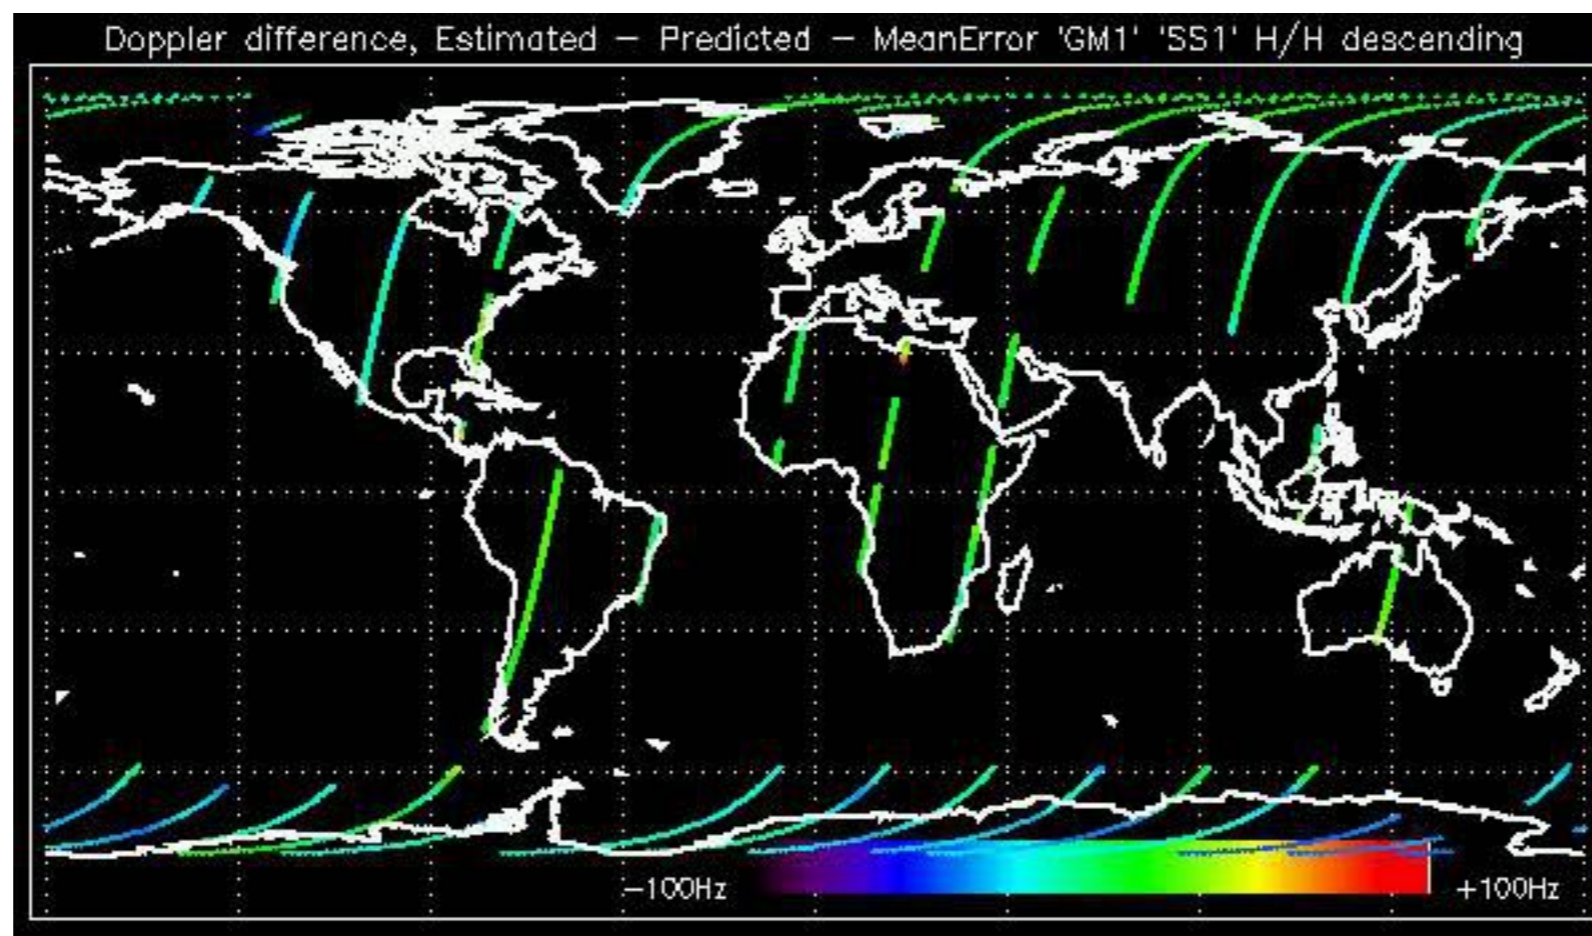 Doppler difference, Estimated – Predicted – MeanError 'GM1' 'SS1' H/H descending
–100Hz +100Hz